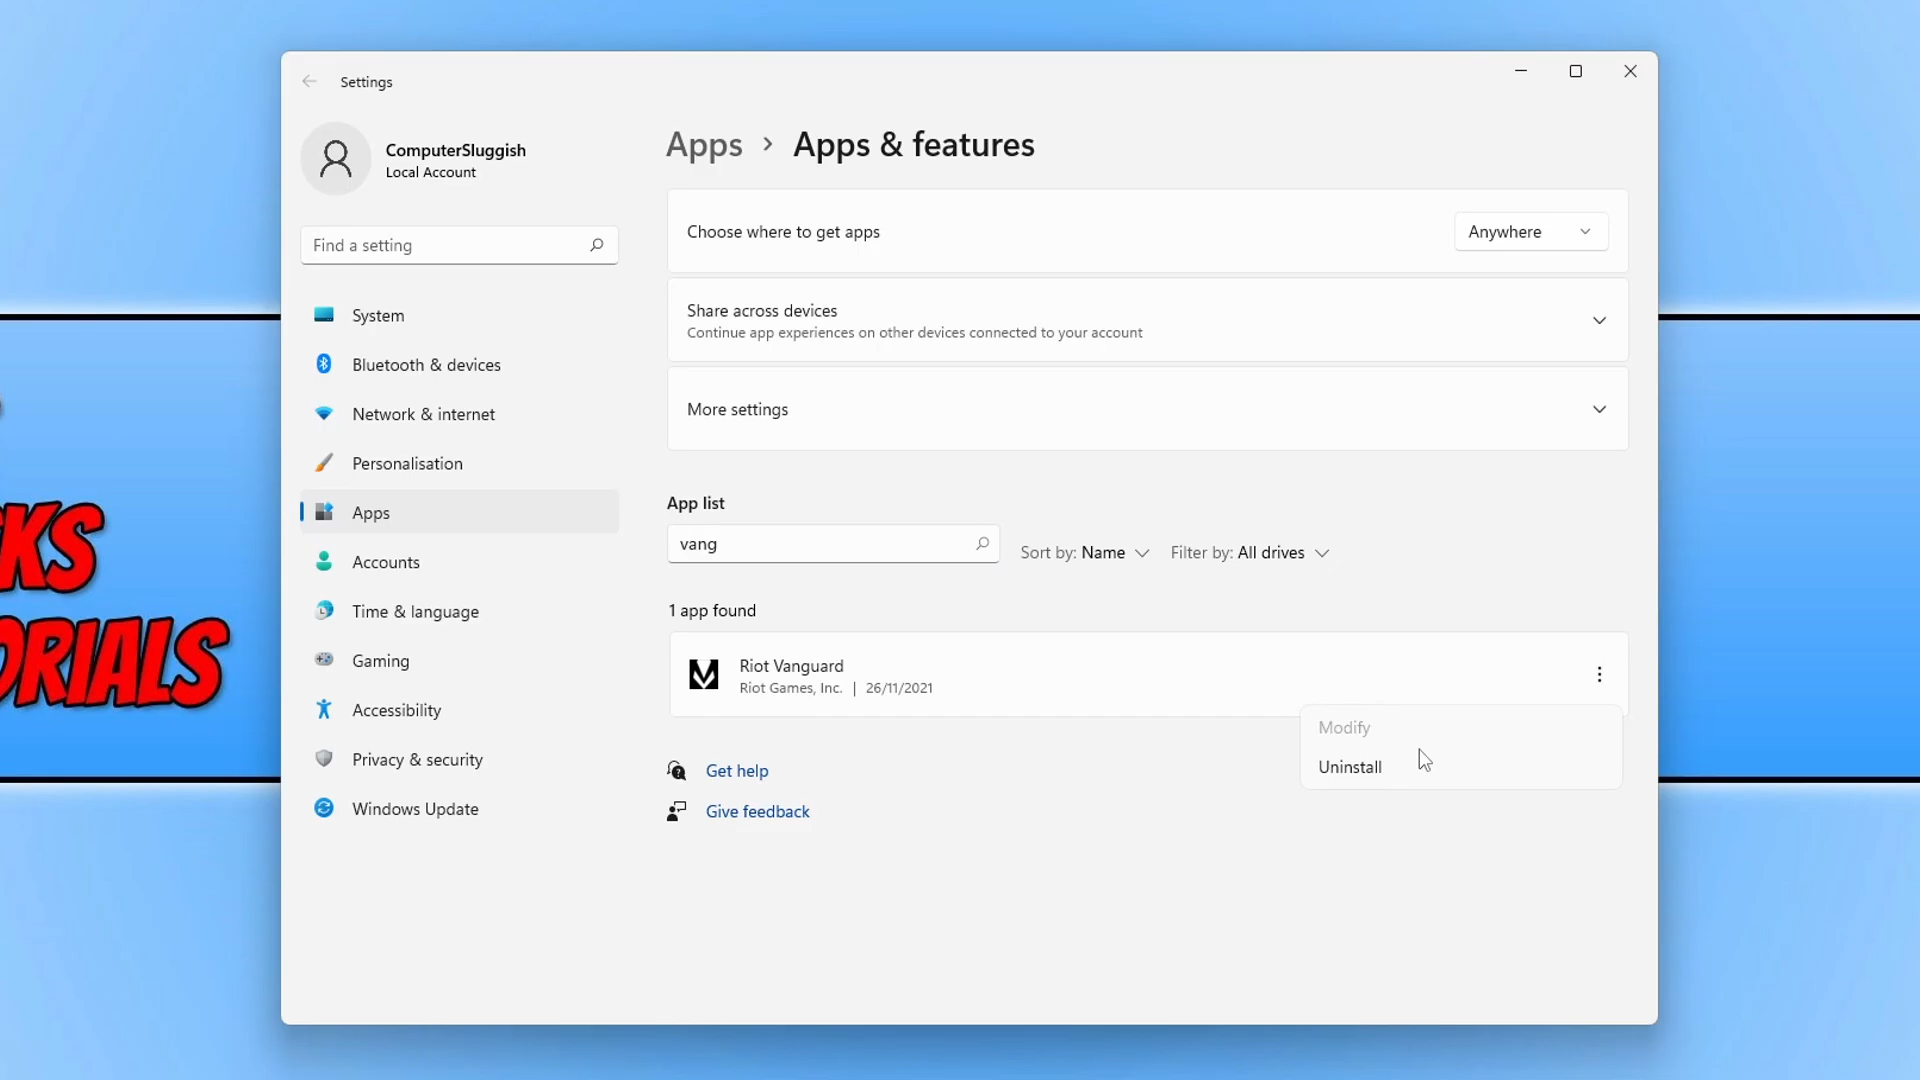 Settings
ComputerSluggish
Local Account
Find a setting
System
Bluetooth & devices
Network & internet
Personalisation
Apps
Accounts
Time & language
Gaming
Accessibility
Privacy & security
Windows Update
Apps > Apps & features
Choose where to get apps
Anywhere
Share across devices
Continue app experiences on other devices connected to your account
More settings
App list
vang
Sort by: Name
Filter by: All drives
1 app found
Riot Vanguard
Riot Games, Inc. | 26/11/2021
Modify
Uninstall
Get help
Give feedback